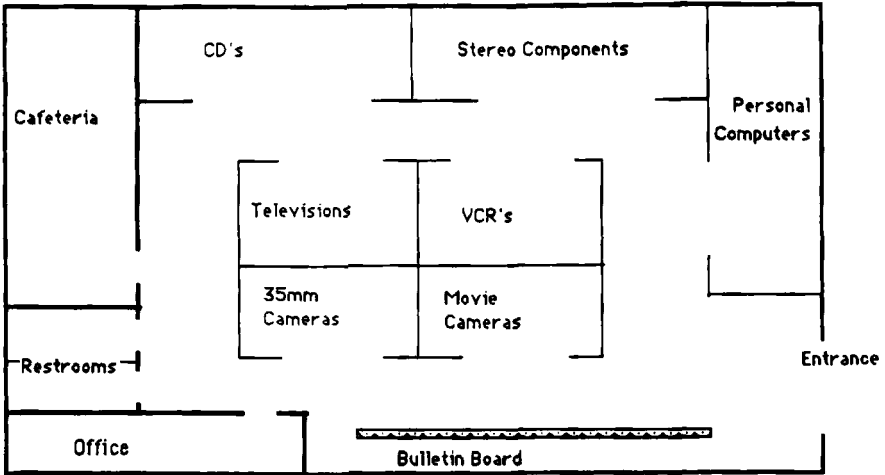 CD's
Stereo Components
Cafeteria
Personal
Computers
Televisions
VCR's
35mm
Cameras
Movie
Cameras
Restrooms
Entrance
Office
Bulletin Board